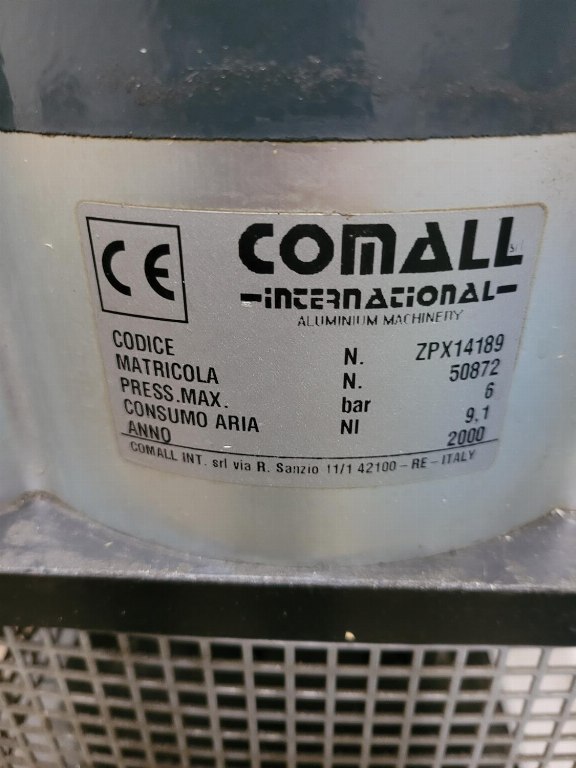 CE
COMALL srl
INTERNATIONAL
ALUMINIUM MACHINERY
CODICE N. ZPX14189
MATRICOLA N. 50872
PRESS.MAX. bar 6
CONSUMO ARIA Nl 9,1
ANNO 2000
COMALL INT. srl via R. Sanzio 11/1 42100 - RE - ITALY